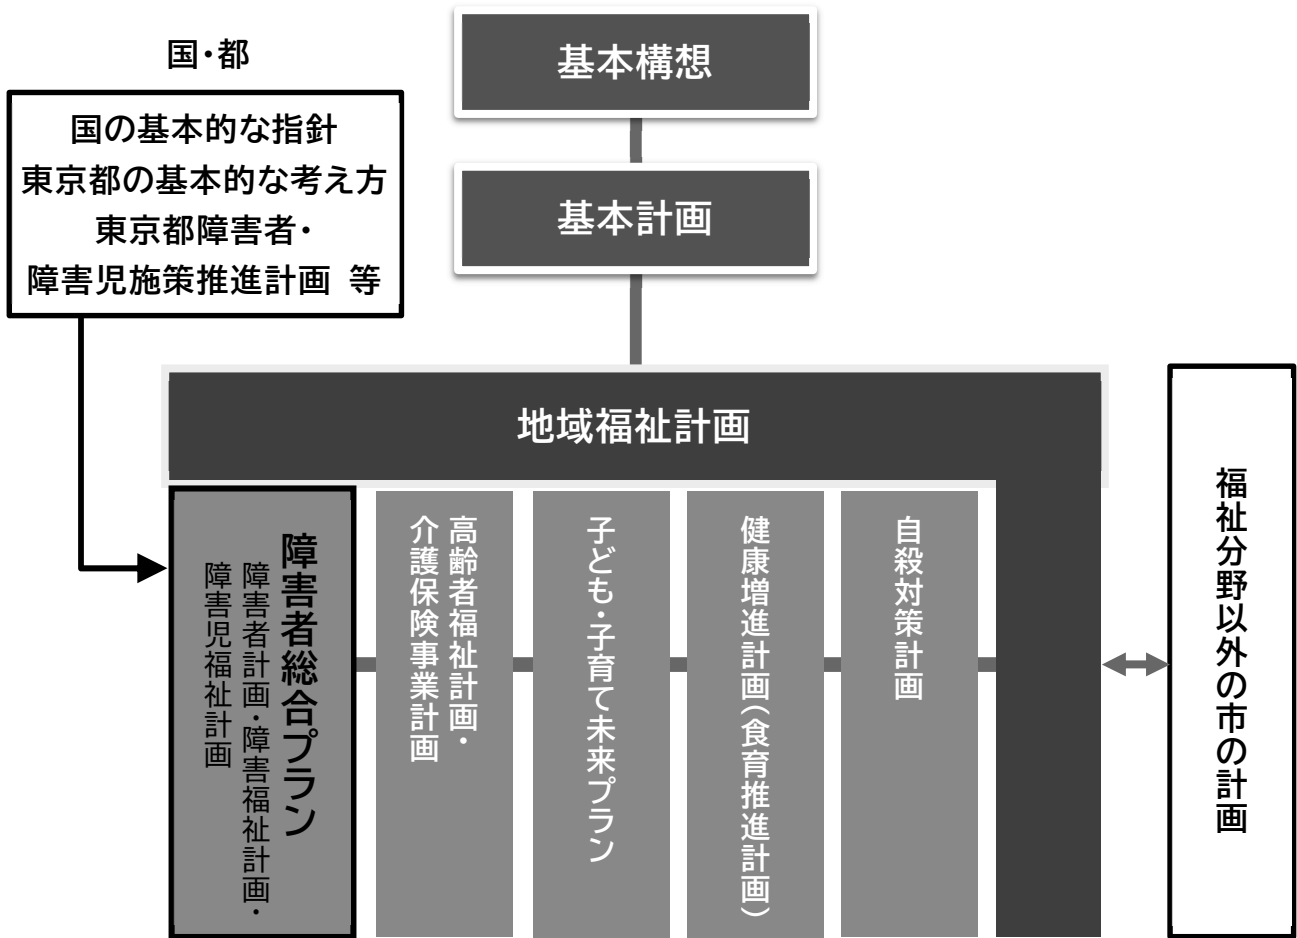 国・都
国の基本的な指針
東京都の基本的な考え方
東京都障害者・
障害児施策推進計画 等
基本構想
基本計画
地域福祉計画
障害者総合プラン
障害者計画・障害福祉計画・
障害児福祉計画
高齢者福祉計画・
介護保険事業計画
子ども・子育て未来プラン
健康増進計画（食育推進計画）
自殺対策計画
福祉分野以外の市の計画